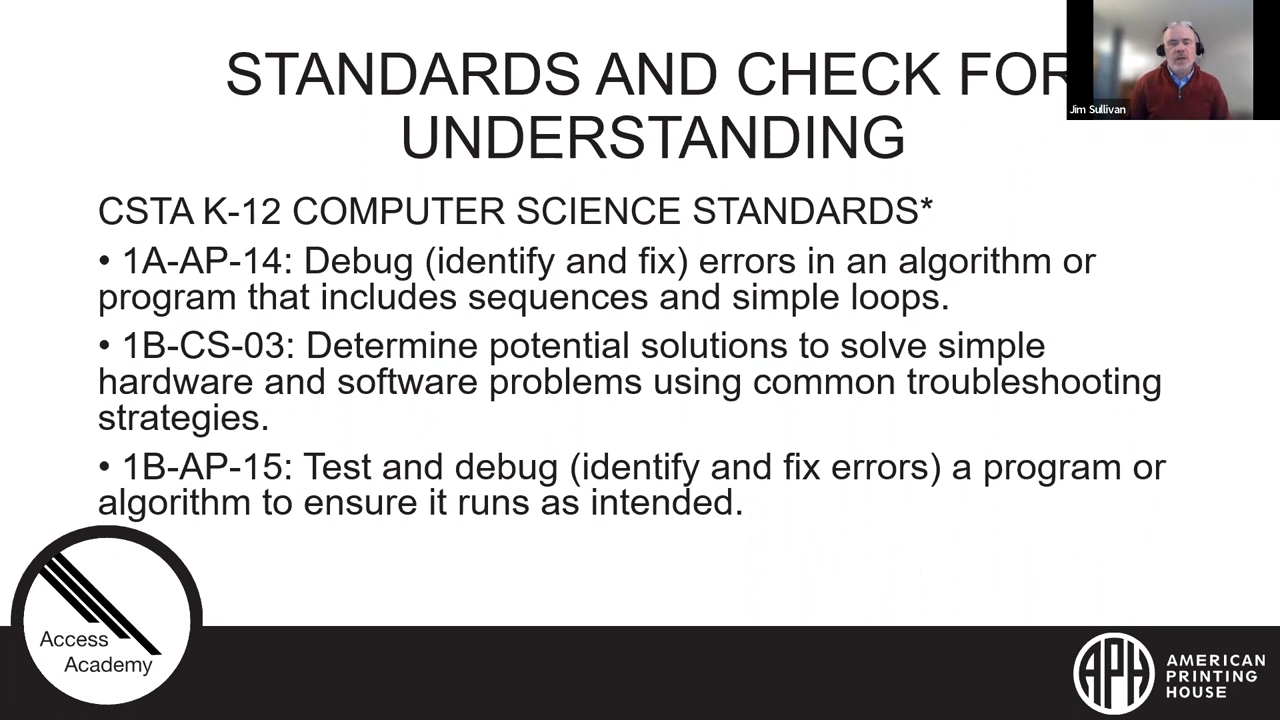 STANDARDS AND CHECK FOR
UNDERSTANDING
Jim Sullivan
CSTA K-12 COMPUTER SCIENCE STANDARDS*
• 1A-AP-14: Debug (identify and fix) errors in an algorithm or
program that includes sequences and simple loops.
• 1B-CS-03: Determine potential solutions to solve simple
hardware and software problems using common troubleshooting
strategies.
• 1B-AP-15: Test and debug (identify and fix errors) a program or
algorithm to ensure it runs as intended.
Access
Academy
APH
AMERICAN
PRINTING
HOUSE